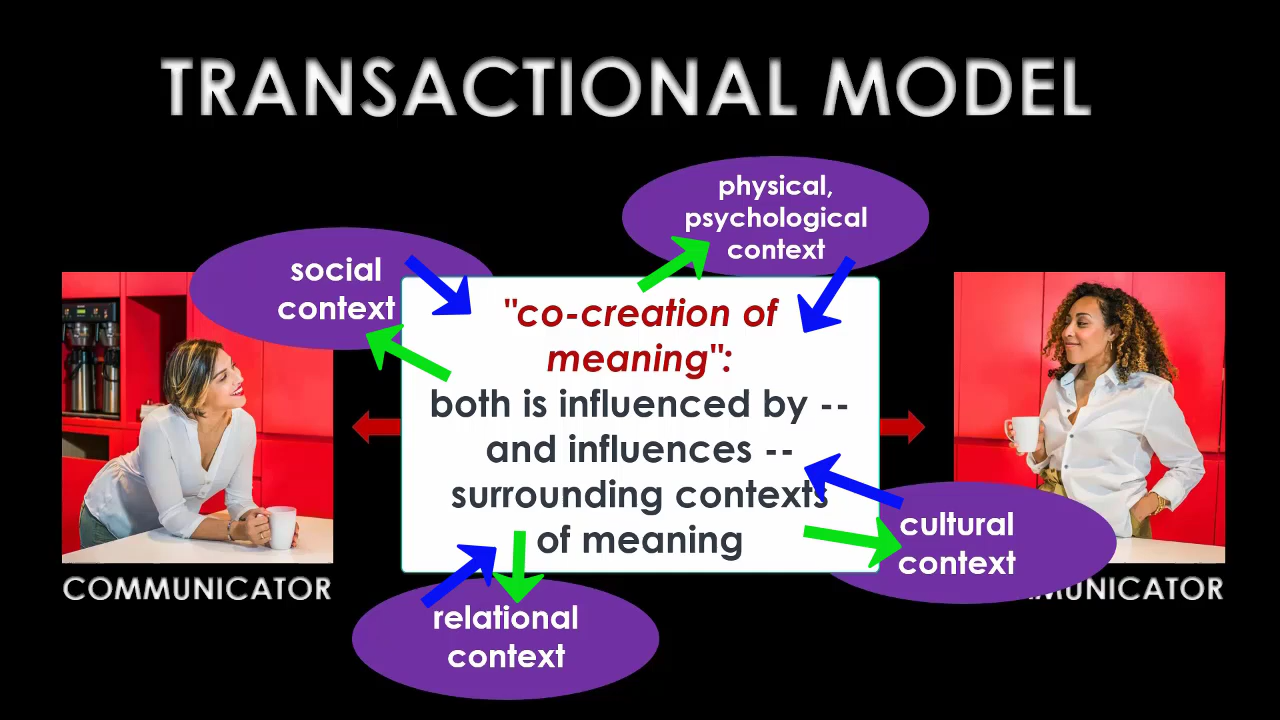 TRANSACTIONAL MODEL
physical,
psychological
context
social
context
"co-creation of
meaning":
both is influenced by --
and influences --
surrounding contexts
of meaning
cultural
context
COMMUNICATOR
MUNICATOR
relational
context